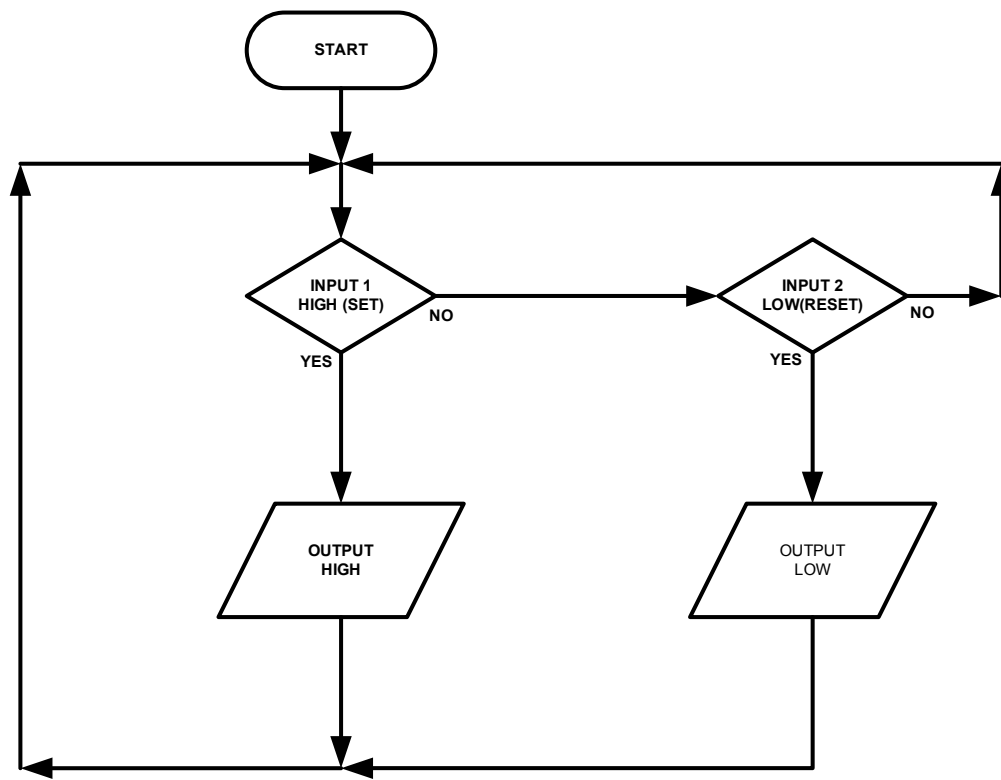 START
INPUT 1
HIGH (SET)
NO
YES
INPUT 2
LOW(RESET)
NO
YES
OUTPUT
HIGH
OUTPUT
LOW